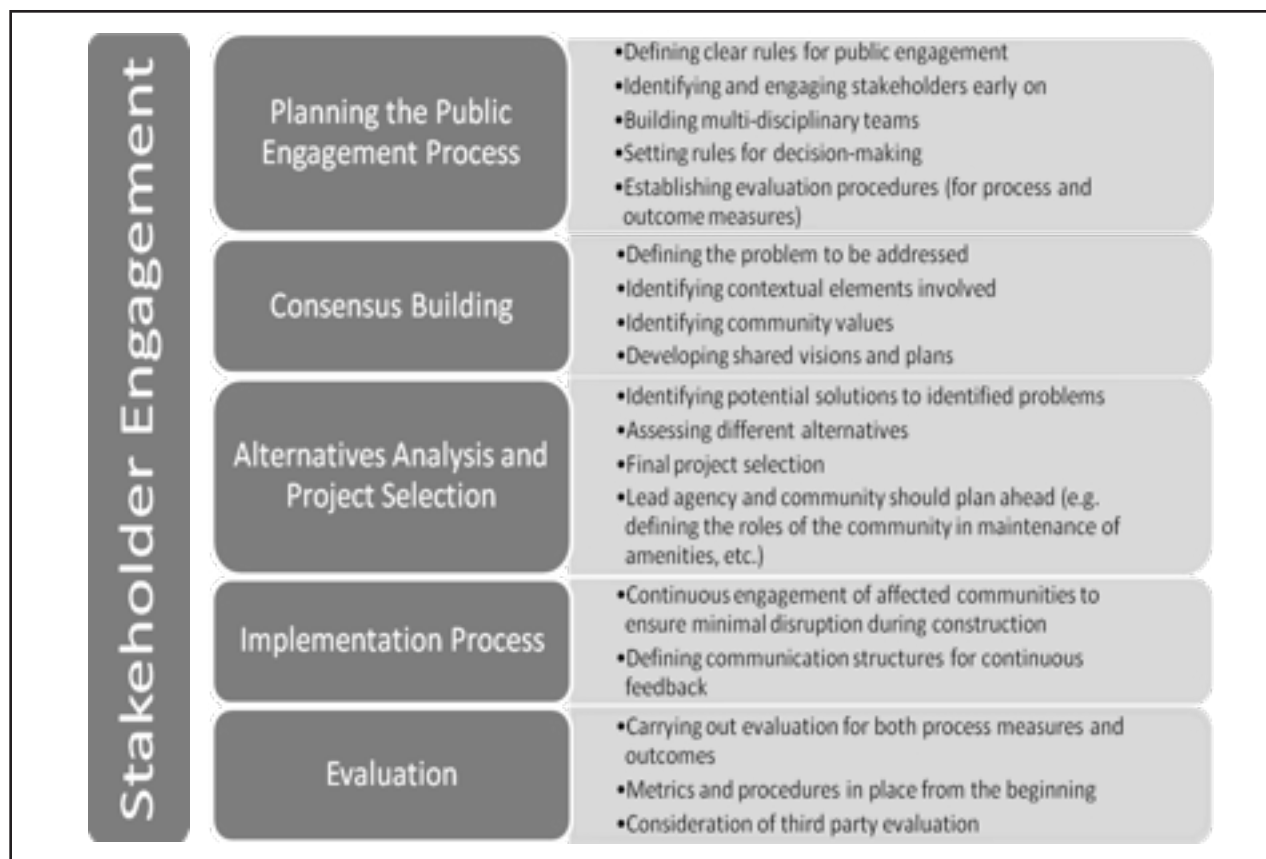 Stakeholder Engagement
Planning the Public
Engagement Process
•Defining clear rules for public engagement
•Identifying and engaging stakeholders early on
•Building multi-disciplinary teams
•Setting rules for decision-making
•Establishing evaluation procedures (for process and
outcome measures)
Consensus Building
•Defining the problem to be addressed
•Identifying contextual elements involved
•Identifying community values
•Developing shared visions and plans
Alternatives Analysis and
Project Selection
•Identifying potential solutions to identified problems
•Assessing different alternatives
•Final project selection
•Lead agency and community should plan ahead (e.g.
defining the roles of the community in maintenance of
amenities, etc.)
Implementation Process
•Continuous engagement of affected communities to
ensure minimal disruption during construction
•Defining communication structures for continuous
feedback
Evaluation
•Carrying out evaluation for both process measures and
outcomes
•Metrics and procedures in place from the beginning
•Consideration of third party evaluation